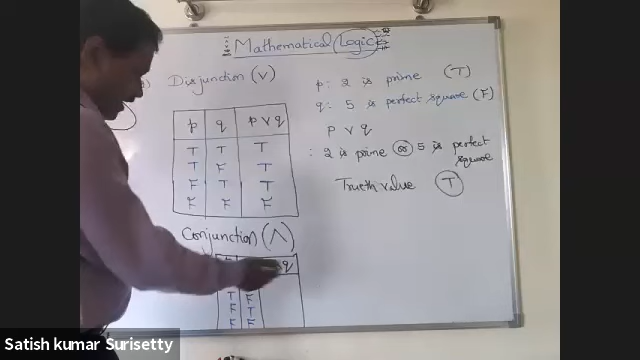 Mathematical Logic
Disjunction (∨)
p q p∨q
T T T
T F T
F T T
F F F
p: 2 is prime (T)
q: 5 is perfect square (F)
p ∨ q
: 2 is prime or 5 is perfect square
Trueth value (T)
Conjunction (∧)
q
T F
F T
F F
Satish kumar Surisetty